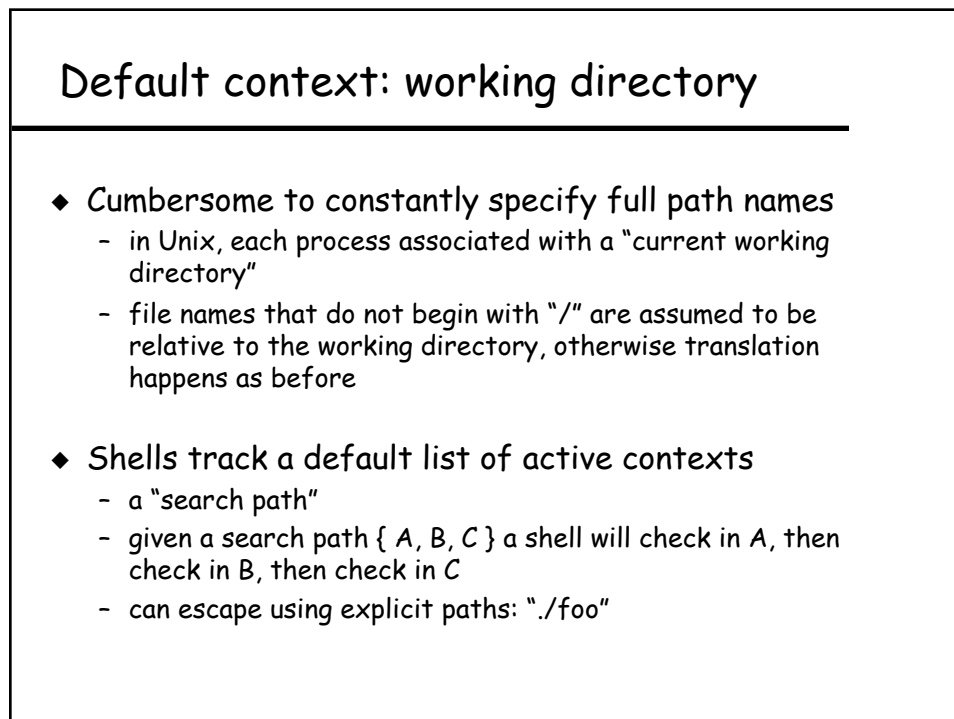 Default context: working directory
◆ Cumbersome to constantly specify full path names
- in Unix, each process associated with a “current working
directory”
- file names that do not begin with “/” are assumed to be
relative to the working directory, otherwise translation
happens as before
◆ Shells track a default list of active contexts
- a “search path”
- given a search path { A, B, C } a shell will check in A, then
check in B, then check in C
- can escape using explicit paths: “./foo”